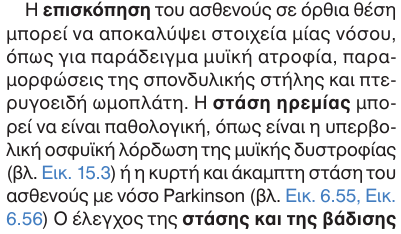 Η επισκόπηση του ασθενούς σε όρθια θέση
μπορεί να αποκαλύψει στοιχεία μίας νόσου,
όπως για παράδειγμα μυϊκή ατροφία, παρα-
μορφώσεις της σπονδυλικής στήλης και πτε-
ρυγοειδή ωμοπλάτη. Η στάση ηρεμίας μπο-
ρεί να είναι παθολογική, όπως είναι η υπερβο-
λική οσφυϊκή λόρδωση της μυϊκής δυστροφίας
(βλ. Εικ. 15.3) ή η κυρτή και άκαμπτη στάση του
ασθενούς με νόσο Parkinson (βλ. Εικ. 6.55, Εικ.
6.56) Ο έλεγχος της στάσης και της βάδισης